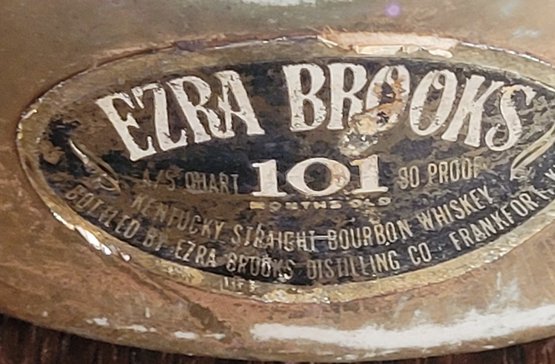 EZRA BROOKS
4/5 QUART 101 90 PROOF
MONTHS OLD
KENTUCKY STRAIGHT BOURBON WHISKEY
BOTTLED BY EZRA BROOKS DISTILLING CO. FRANKFORT, K